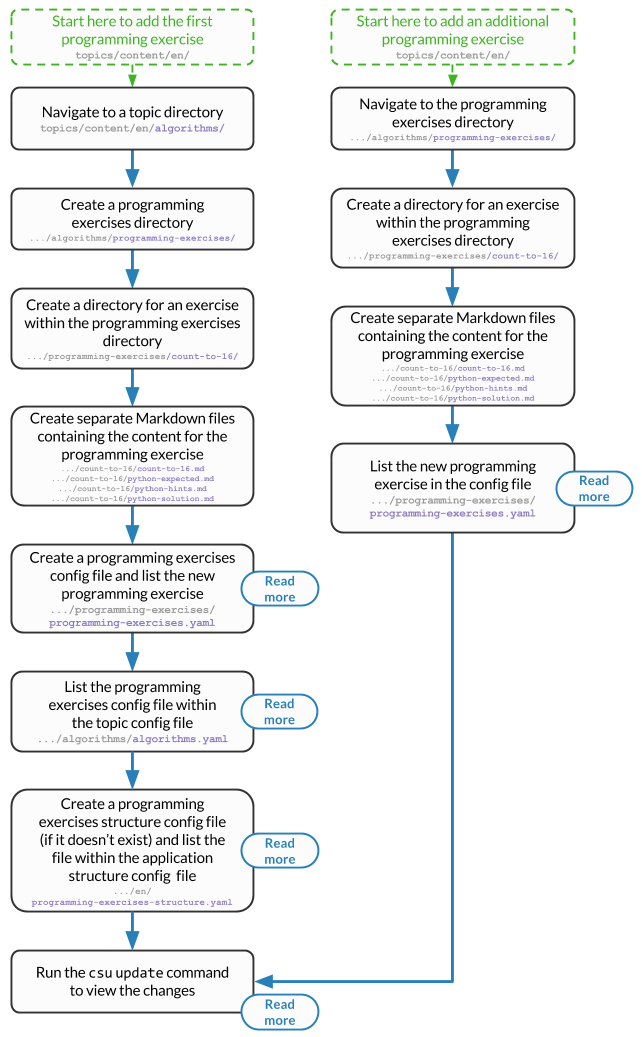 Start here to add the first
programming exercise
topics/content/en/
Navigate to a topic directory
topics/content/en/algorithms/
Create a programming
exercises directory
.../algorithms/programming-exercises/
Create a directory for an exercise
within the programming exercises
directory
.../programming-exercises/count-to-16/
Create separate Markdown files
containing the content for the
programming exercise
.../count-to-16/count-to-16.md
.../count-to-16/python-expected.md
.../count-to-16/python-hints.md
.../count-to-16/python-solution.md
Create a programming exercises
config file and list the new
programming exercise
.../programming-exercises/
programming-exercises.yaml
Read
more
List the programming
exercises config file within
the topic config file
.../algorithms/algorithms.yaml
Read
more
Create a programming
exercises structure config file
(if it doesn't exist) and list the
file within the application
structure config file
.../en/
programming-exercises-structure.yaml
Read
more
Run the csu update command
to view the changes
Read
more
Start here to add an additional
programming exercise
topics/content/en/
Navigate to the programming
exercises directory
.../algorithms/programming-exercises/
Create a directory for an exercise
within the programming
exercises directory
.../programming-exercises/count-to-16/
Create separate Markdown files
containing the content for the
programming exercise
.../count-to-16/count-to-16.md
.../count-to-16/python-expected.md
.../count-to-16/python-hints.md
.../count-to-16/python-solution.md
List the new programming
exercise in the config file
.../programming-exercises/
programming-exercises.yaml
Read
more